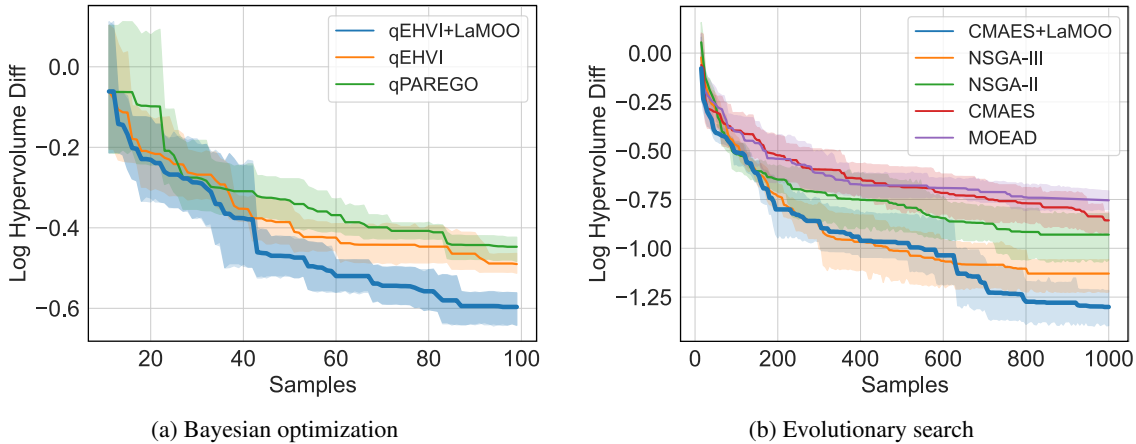 qEHVI+LaMOO
qEHVI
qPAREGO
Log Hypervolume Diff
0.0
−0.2
−0.4
−0.6
20
40
60
80
100
Samples
(a) Bayesian optimization
CMAES+LaMOO
NSGA-III
NSGA-II
CMAES
MOEAD
Log Hypervolume Diff
0.00
−0.25
−0.50
−0.75
−1.00
−1.25
0
200
400
600
800
1000
Samples
(b) Evolutionary search